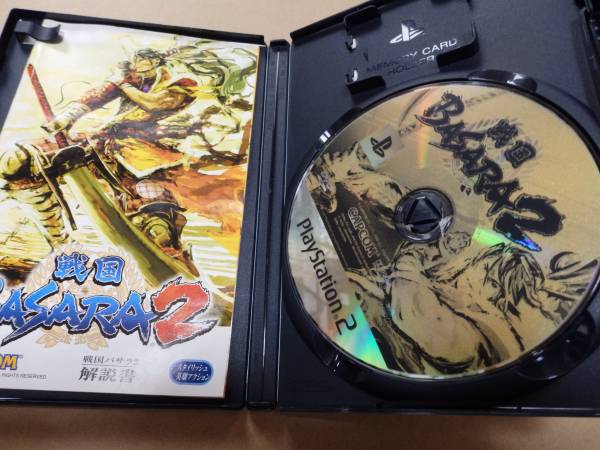 戦国
BASARA2
COM
RIGHTS RESERVED
戦国バサラ2
解説書
スタイリッシュ
英雄アクション
MEMORY CARD
HOLDER
戦国
BASARA2
CAPCOM
PlayStation 2